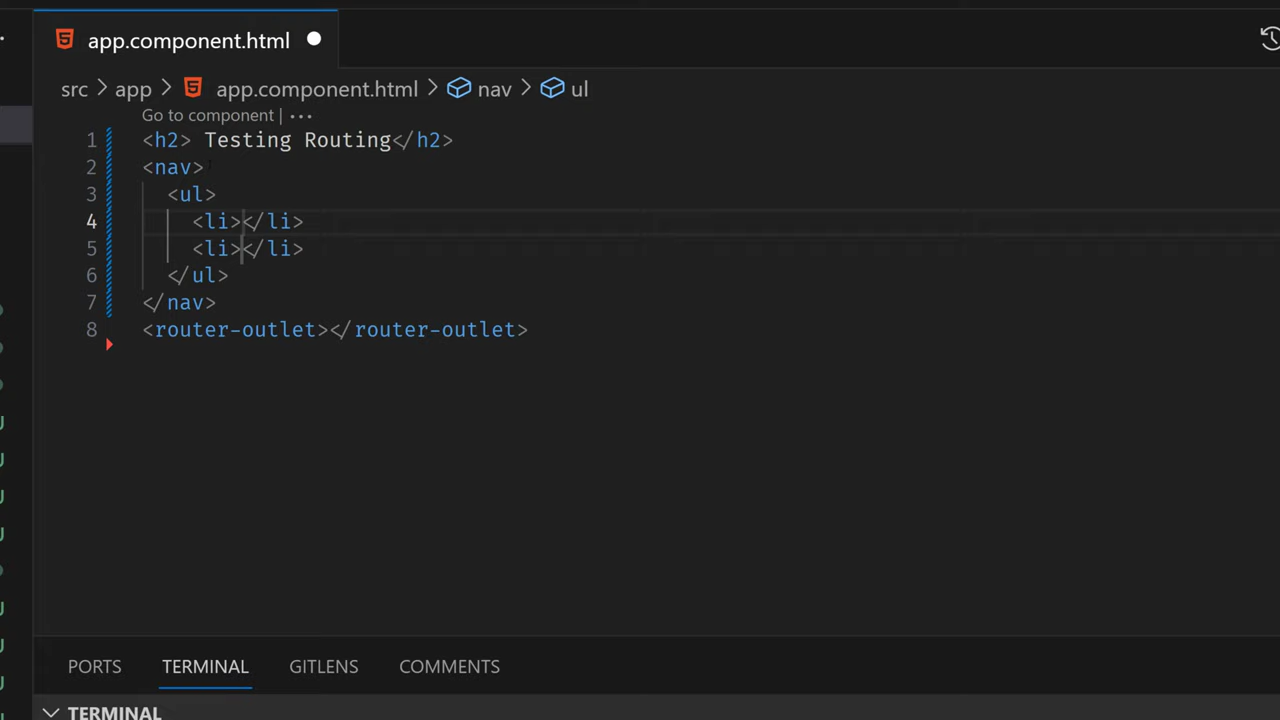 app.component.html
src > app > app.component.html > nav > ul
Go to component | ···
1 <h2> Testing Routing</h2>
2 <nav>
3 <ul>
4 <li></li>
5 <li></li>
6 </ul>
7 </nav>
8 <router-outlet></router-outlet>
U
U
U
U
U
U
U
PORTS TERMINAL GITLENS COMMENTS
TERMINAL